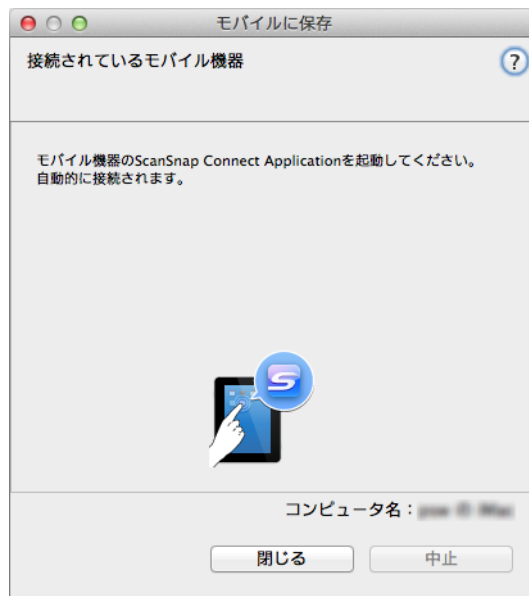 モバイルに保存
接続されているモバイル機器
?
モバイル機器のScanSnap Connect Applicationを起動してください。
自動的に接続されます。
S
コンピュータ名：
閉じる
中止